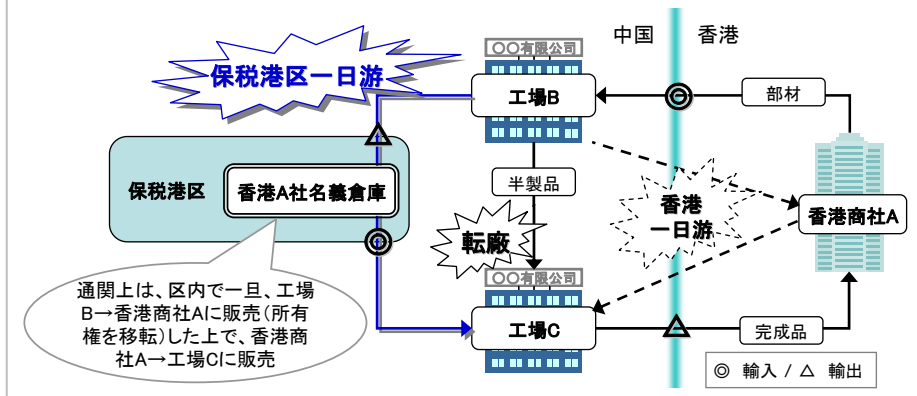 中国
香港
〇〇有限公司
保税港区一日游
工場B
部材
保税港区
香港A社名義倉庫
半製品
香港
一日游
香港商社A
転廠
〇〇有限公司
通関上は、区内で一旦、工場
B→香港商社Aに販売(所有
権を移転)した上で、香港商
社A→工場Cに販売
工場C
完成品
◎ 輸入 / △ 輸出